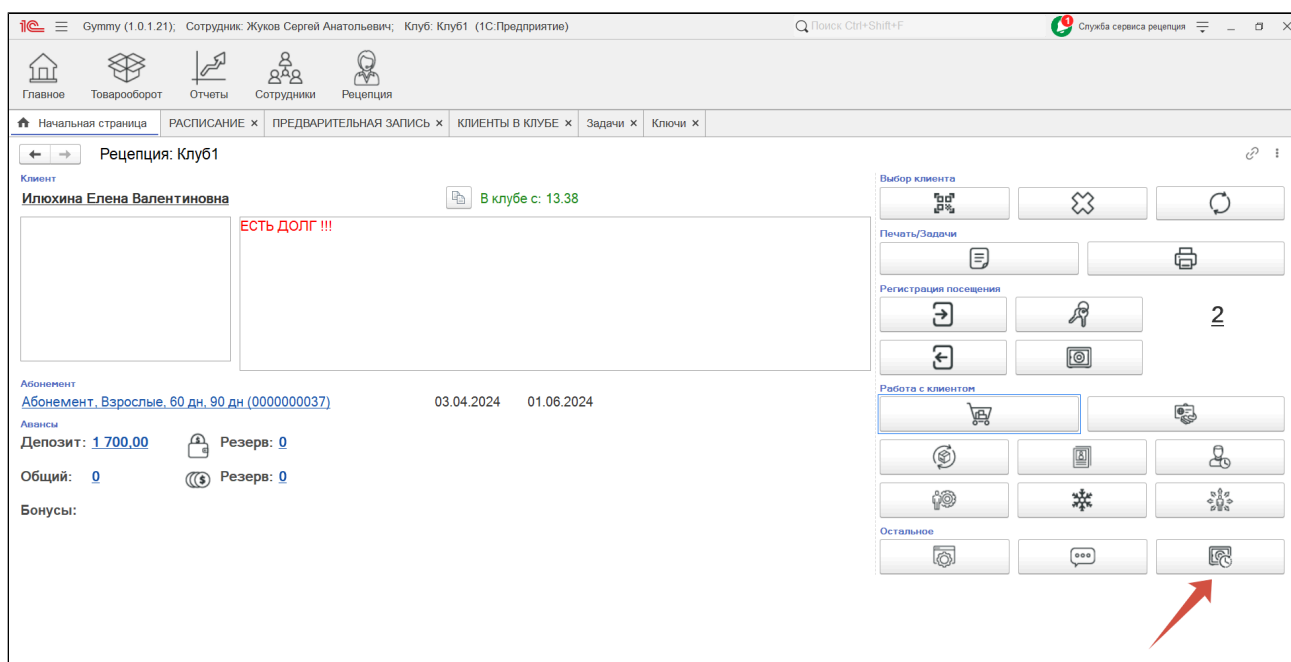 1С Gymmy (1.0.1.21); Сотрудник: Жуков Сергей Анатольевич; Клуб: Клуб1 (1С:Предприятие) Поиск Ctrl+Shift+F 1 Служба сервиса рецепция
Главное Товарооборот Отчеты Сотрудники Рецепция
Начальная страница РАСПИСАНИЕ × ПРЕДВАРИТЕЛЬНАЯ ЗАПИСЬ × КЛИЕНТЫ В КЛУБЕ × Задачи × Ключи ×
Рецепция: Клуб1
Клиент
Илюхина Елена Валентиновна В клубе с: 13.38
ЕСТЬ ДОЛГ !!!
Абонемент
Абонемент, Взрослые, 60 дн, 90 дн (0000000037) 03.04.2024 01.06.2024
Авансы
Депозит: 1 700,00 Резерв: 0
Общий: 0 Резерв: 0
Бонусы:
Выбор клиента
Печать/Задачи
Регистрация посещения
2
Работа с клиентом
Остальное